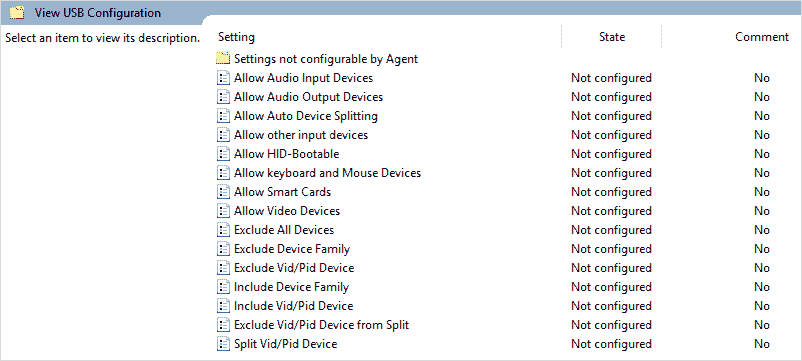 View USB Configuration
Select an item to view its description.
Setting State Comment
Settings not configurable by Agent
Allow Audio Input Devices Not configured No
Allow Audio Output Devices Not configured No
Allow Auto Device Splitting Not configured No
Allow other input devices Not configured No
Allow HID-Bootable Not configured No
Allow keyboard and Mouse Devices Not configured No
Allow Smart Cards Not configured No
Allow Video Devices Not configured No
Exclude All Devices Not configured No
Exclude Device Family Not configured No
Exclude Vid/Pid Device Not configured No
Include Device Family Not configured No
Include Vid/Pid Device Not configured No
Exclude Vid/Pid Device from Split Not configured No
Split Vid/Pid Device Not configured No